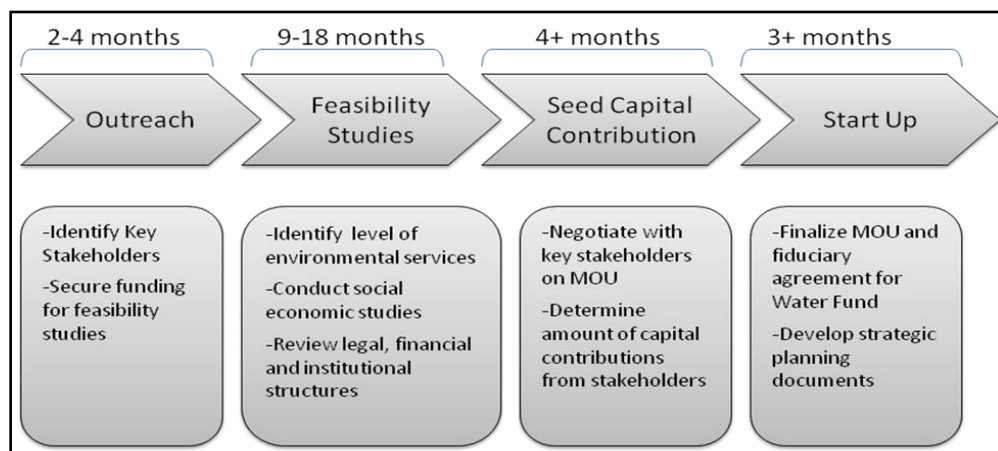 2-4 months
9-18 months
4+ months
3+ months
Outreach
Feasibility
Studies
Seed Capital
Contribution
Start Up
-Identify Key
Stakeholders
-Secure funding
for feasibility
studies
-Identify level of
environmental services
-Conduct social
economic studies
-Review legal, financial
and institutional
structures
-Negotiate with
key stakeholders
on MOU
-Determine
amount of capital
contributions
from stakeholders
-Finalize MOU and
fiduciary
agreement for
Water Fund
-Develop strategic
planning
documents